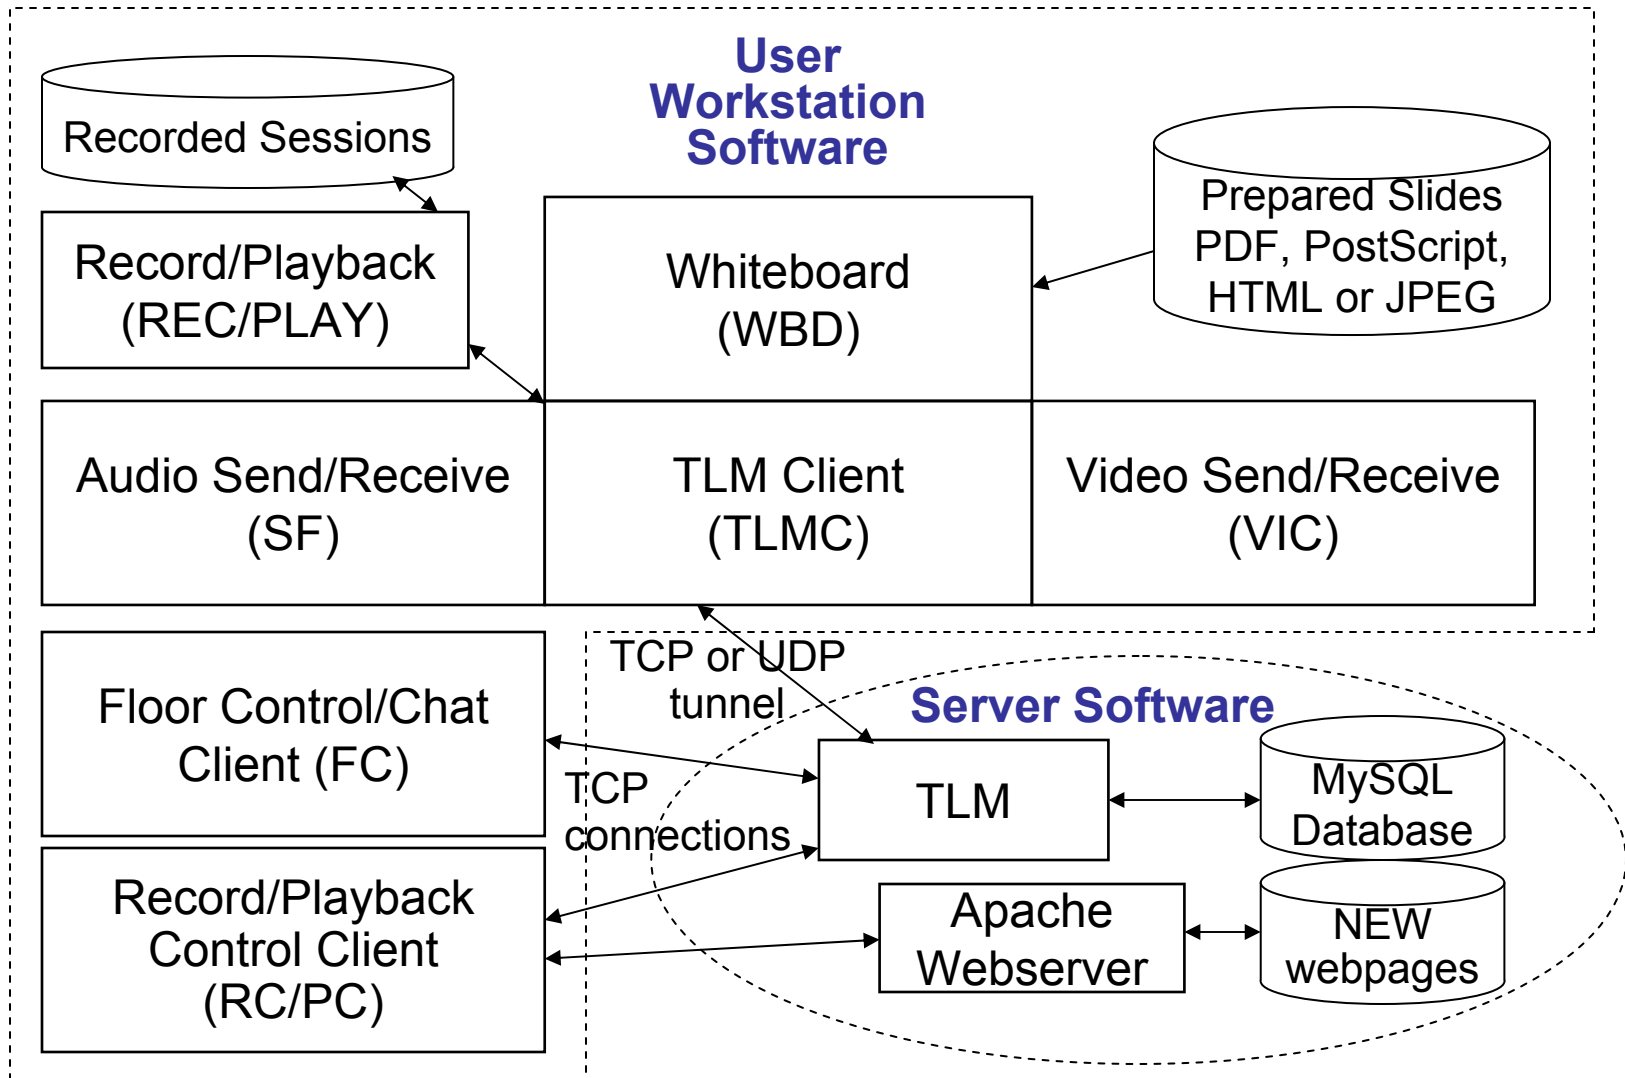 User
Workstation
Software
Recorded Sessions
Prepared Slides
PDF, PostScript,
HTML or JPEG
Record/Playback
(REC/PLAY)
Whiteboard
(WBD)
Audio Send/Receive
(SF)
TLM Client
(TLMC)
Video Send/Receive
(VIC)
TCP or UDP
tunnel
Floor Control/Chat
Client (FC)
Server Software
TCP
connections
TLM
MySQL
Database
Record/Playback
Control Client
(RC/PC)
Apache
Webserver
NEW
webpages